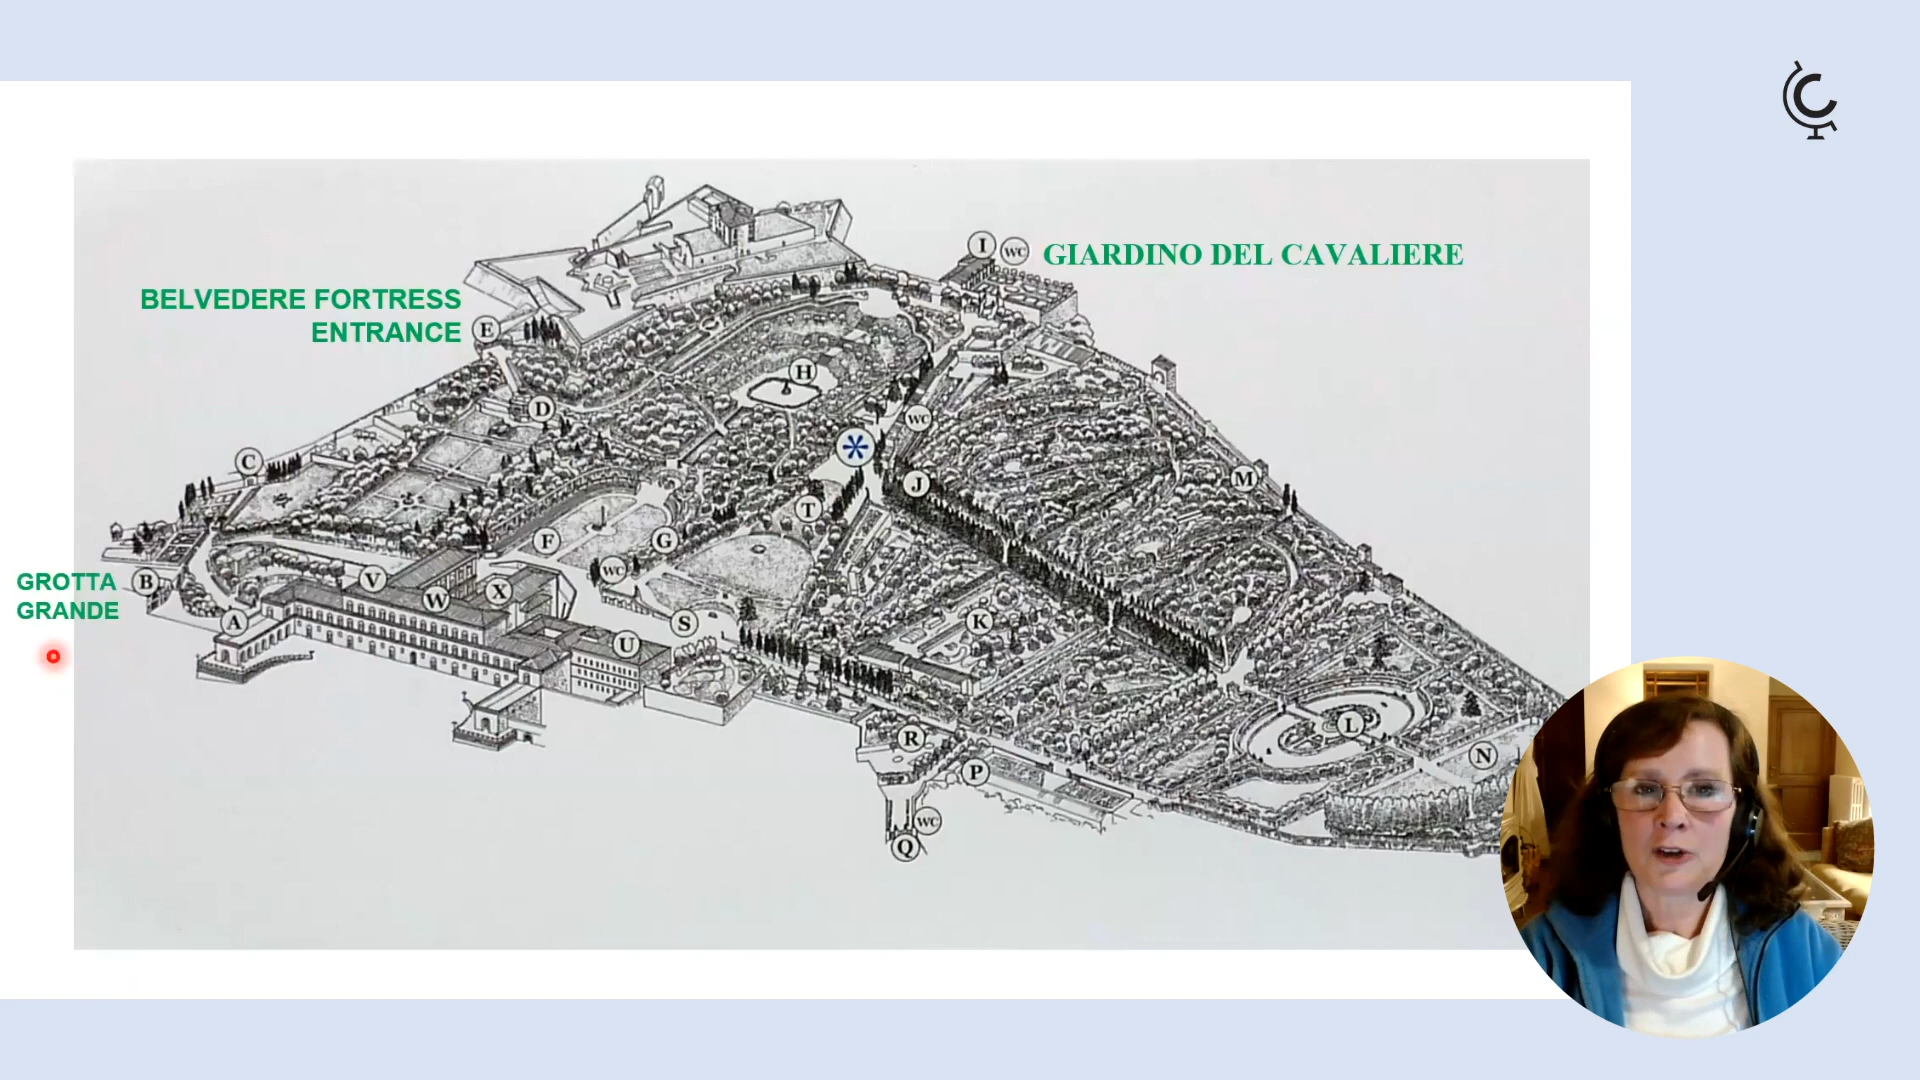 I
WC
GIARDINO DEL CAVALIERE
BELVEDERE FORTRESS
ENTRANCE
E
H
D
WC
*
C
M
J
T
F
G
WC
GROTTA
GRANDE
B
V
W
X
A
S
K
U
L
R
N
P
WC
Q